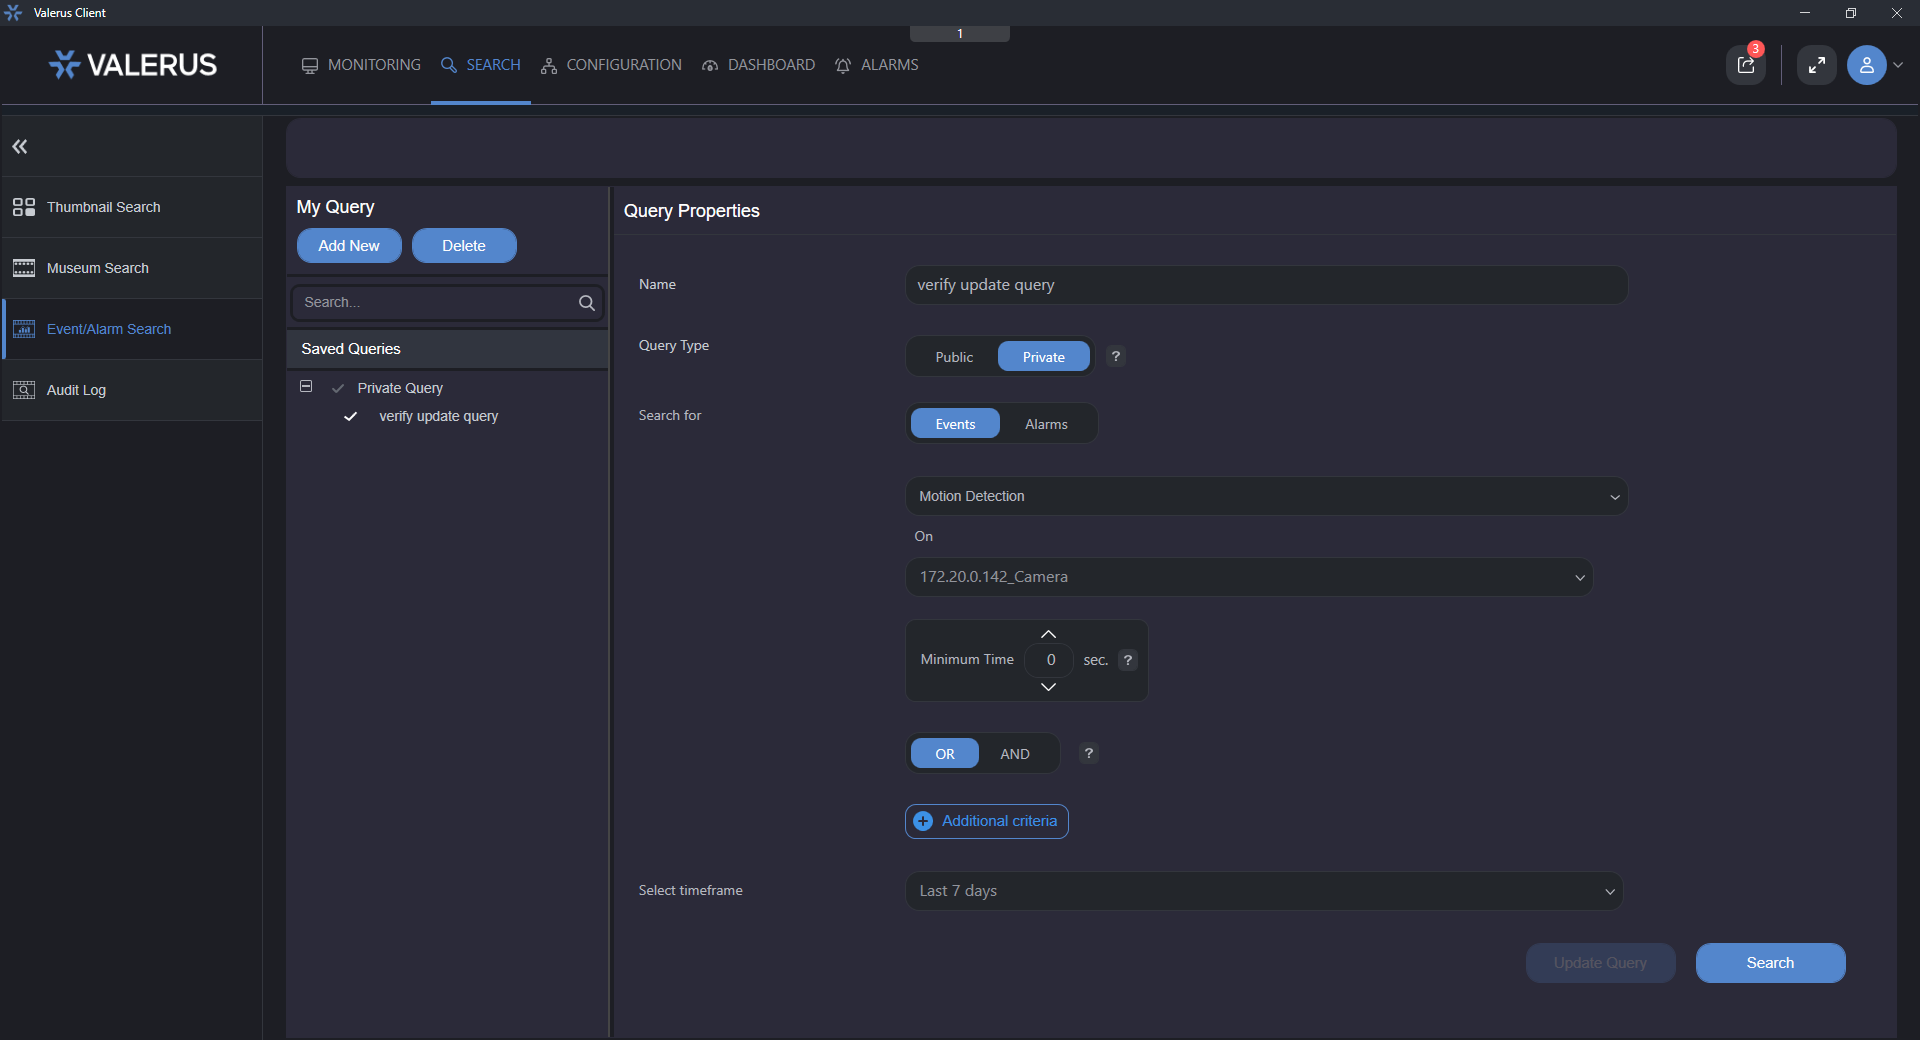 Valerus Client
1
VALERUS
MONITORING
SEARCH
CONFIGURATION
DASHBOARD
ALARMS
3
Thumbnail Search
Museum Search
Event/Alarm Search
Audit Log
My Query
Add New
Delete
Search...
Saved Queries
Private Query
verify update query
Query Properties
Name
verify update query
Query Type
Public
Private
?
Search for
Events
Alarms
Motion Detection
On
172.20.0.142_Camera
Minimum Time
0
sec.
?
OR
AND
?
Additional criteria
Select timeframe
Last 7 days
Update Query
Search